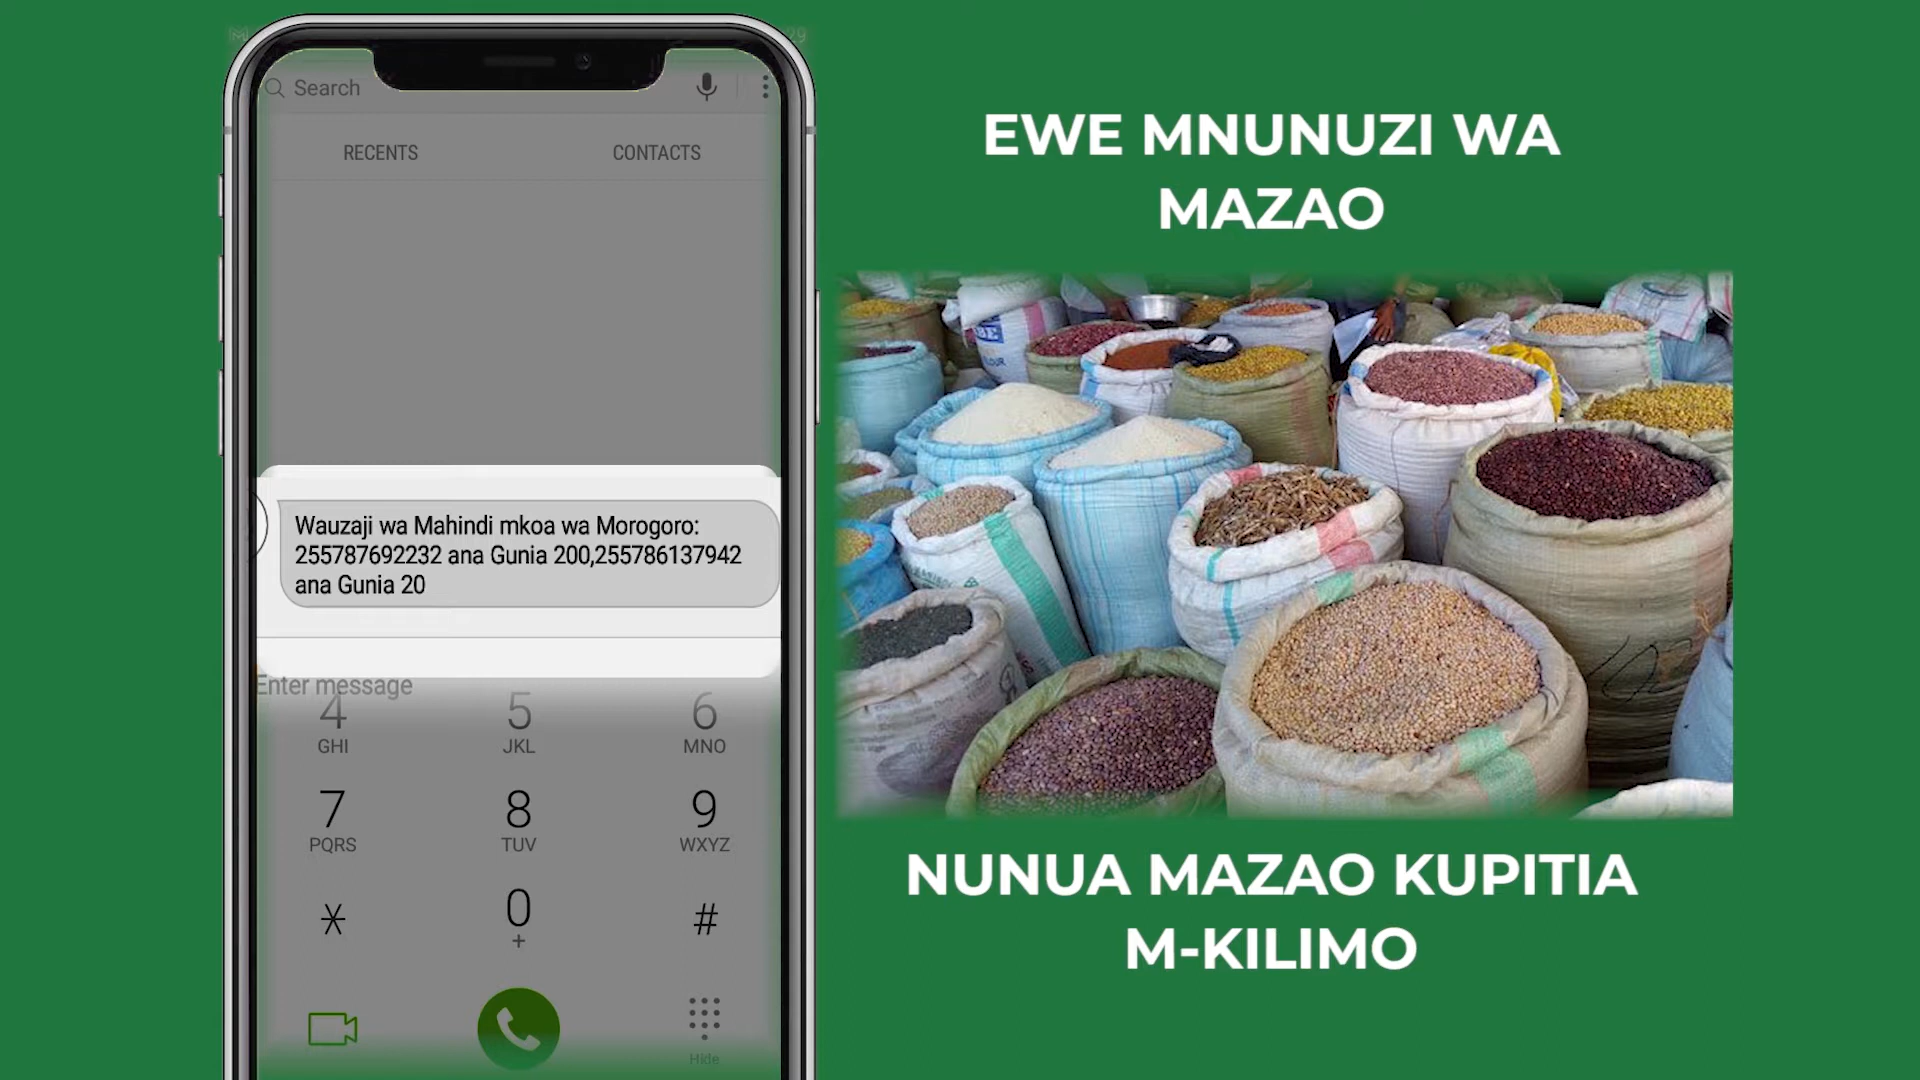 Search
RECENTS
CONTACTS
Wauzaji wa Mahindi mkoa wa Morogoro:
255787692232 ana Gunia 200,255786137942
ana Gunia 20
Enter message
4
GHI
5
JKL
6
MNO
7
PQRS
8
TUV
9
WXYZ
*
0
+
#
Hide
EWE MNUNUZI WA
MAZAO
NUNUA MAZAO KUPITIA
M-KILIMO